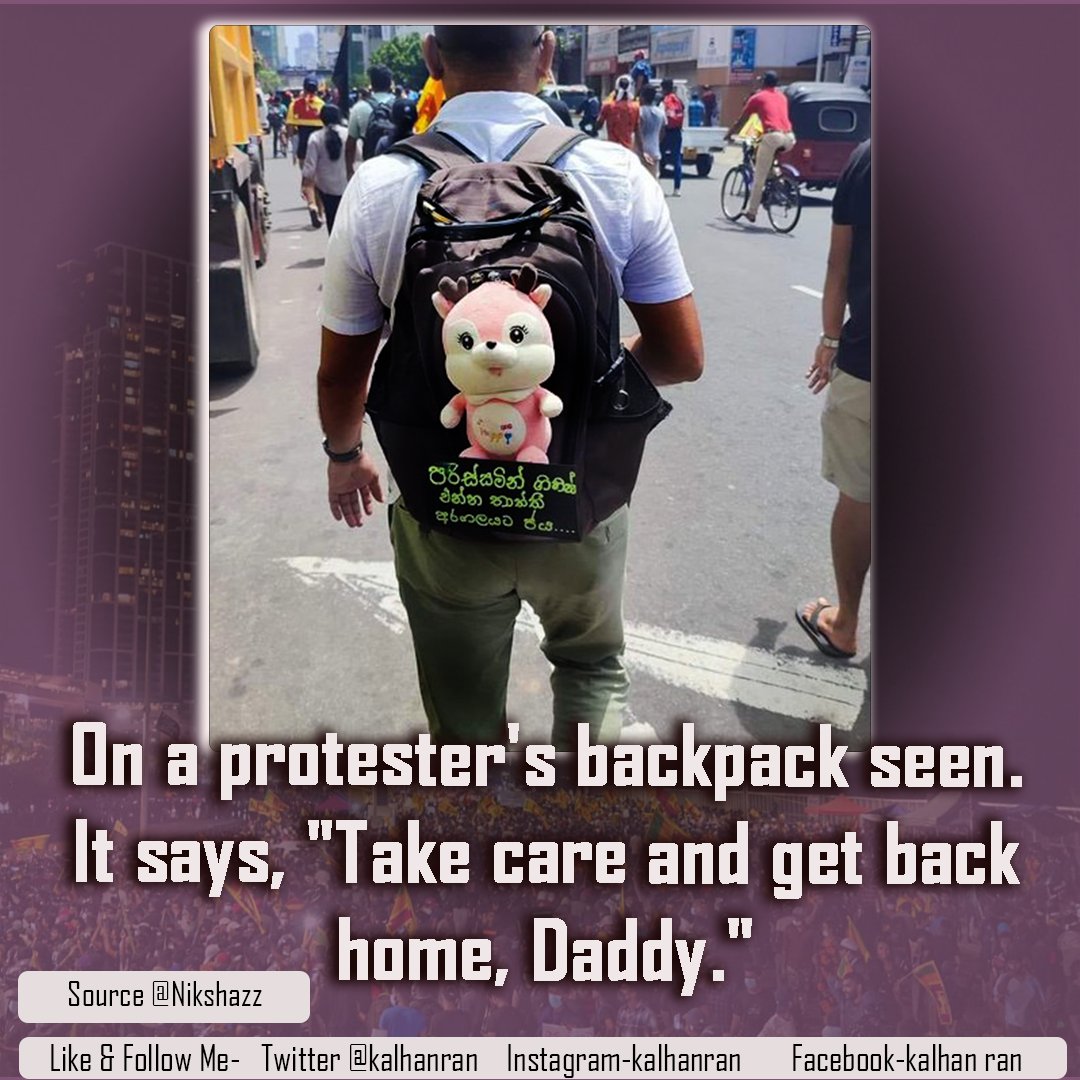 පරිස්සමින් ගිහින්
එන්න තාත්ති
අරගලයට ජය....
On a protester's backpack seen.
It says, "Take care and get back
home, Daddy."
Source @Nikshazz
Like & Follow Me- Twitter @kalhanran Instagram-kalhanran Facebook-kalhan ran